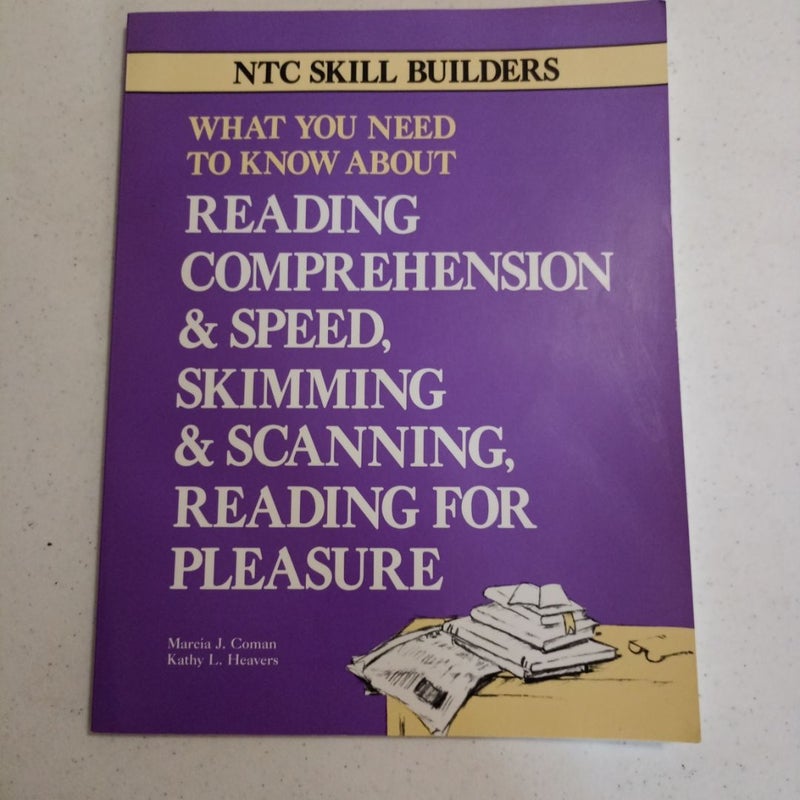 NTC SKILL BUILDERS
WHAT YOU NEED
TO KNOW ABOUT
READING
COMPREHENSION
& SPEED,
SKIMMING
& SCANNING,
READING FOR
PLEASURE
Marcia J. Coman
Kathy L. Heavers